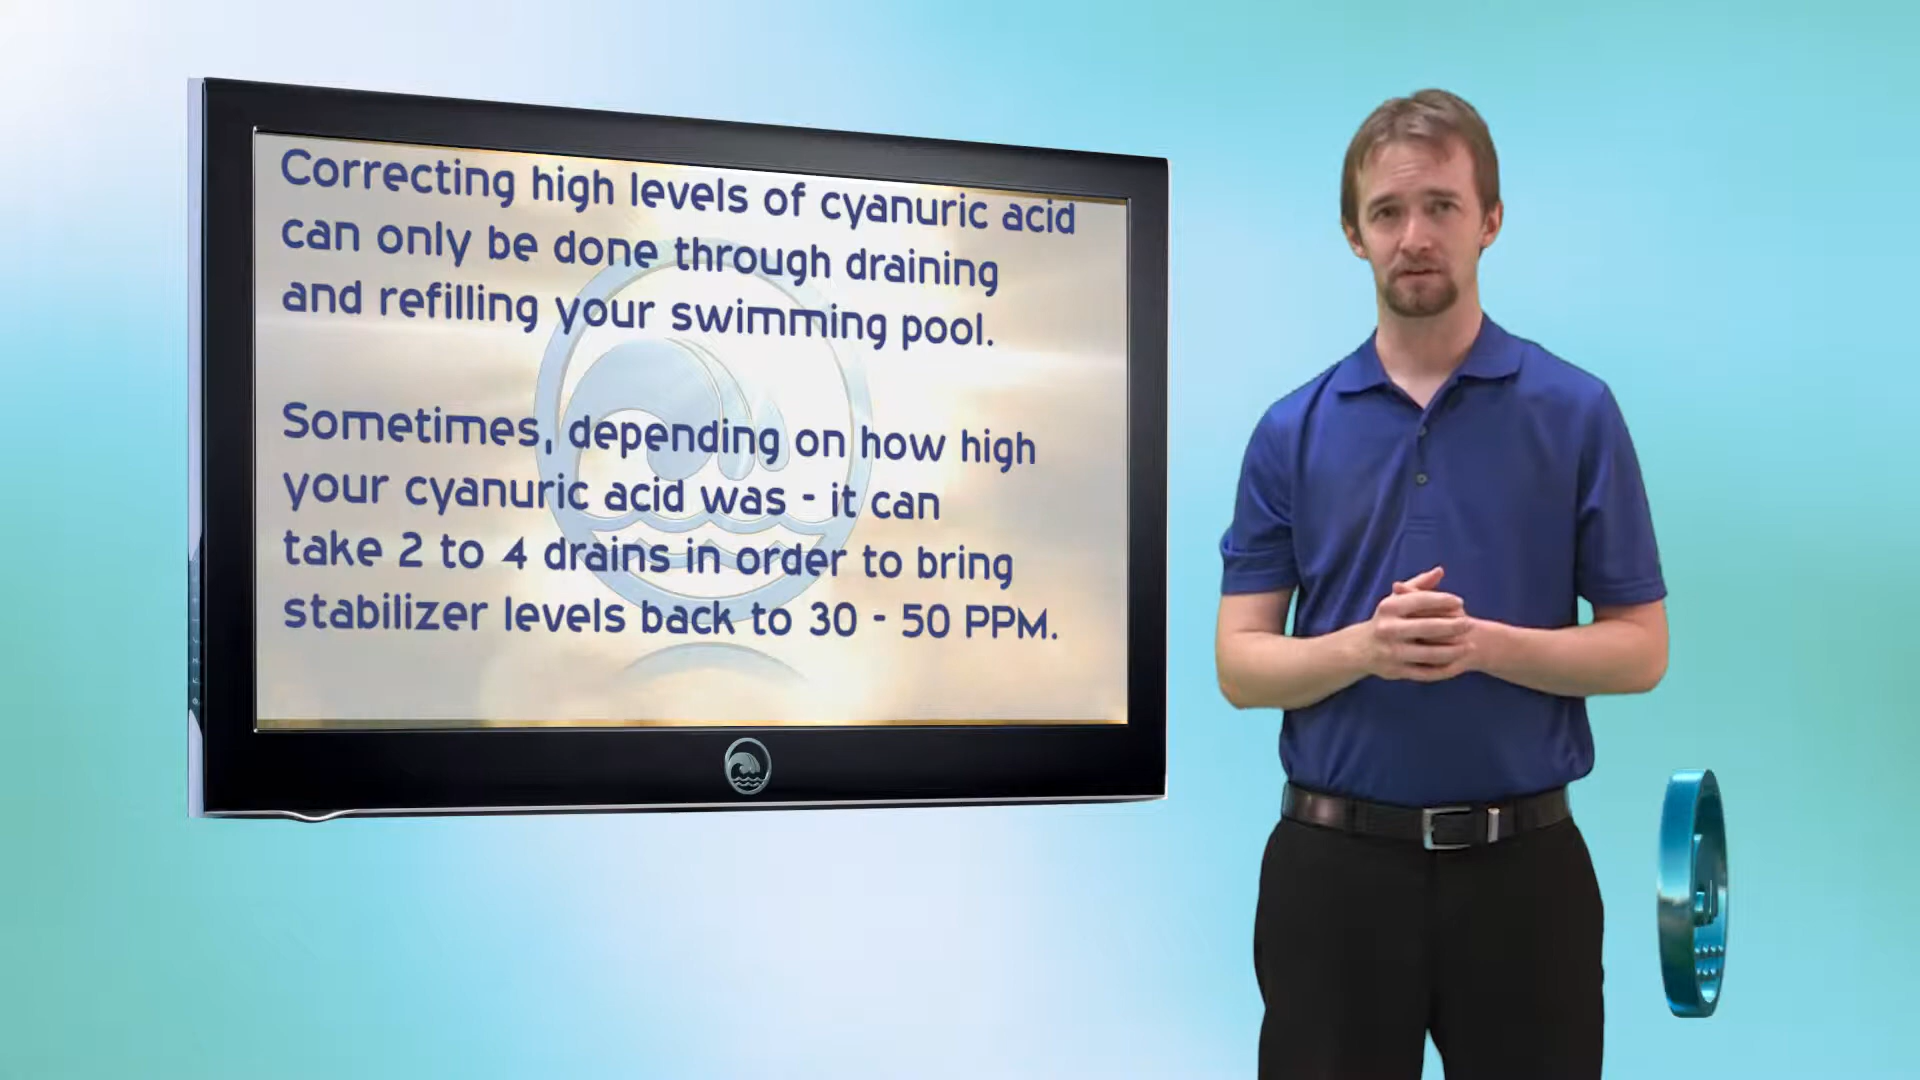 Correcting high levels of cyanuric acid
can only be done through draining
and refilling your swimming pool.
Sometimes, depending on how high
your cyanuric acid was - it can
take 2 to 4 drains in order to bring
stabilizer levels back to 30 - 50 PPM.